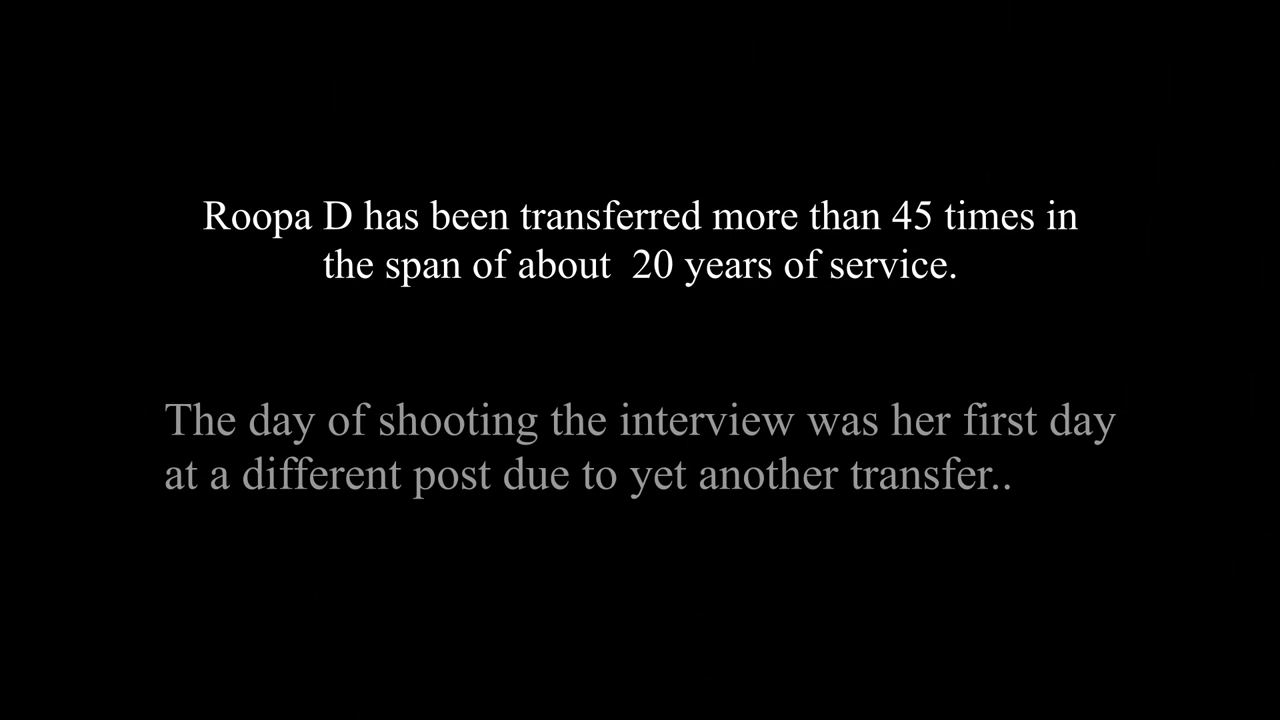 Roopa D has been transferred more than 45 times in
the span of about  20 years of service.
The day of shooting the interview was her first day
at a different post due to yet another transfer..